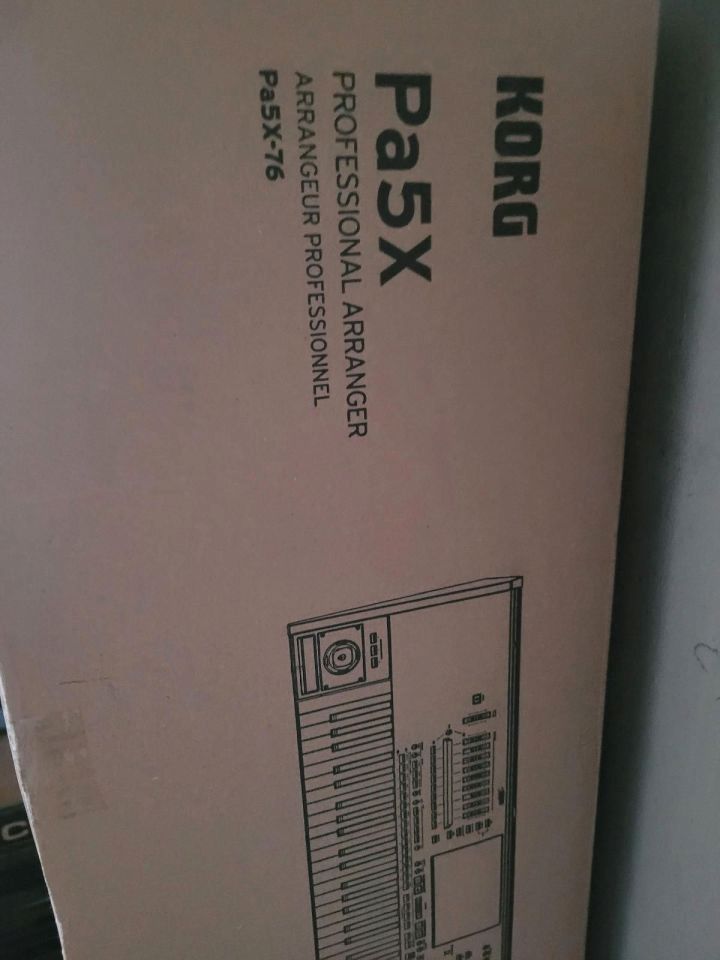 KORG
Pa5X
PROFESSIONAL ARRANGER
ARRANGEUR PROFESSIONNEL
Pa5X-76